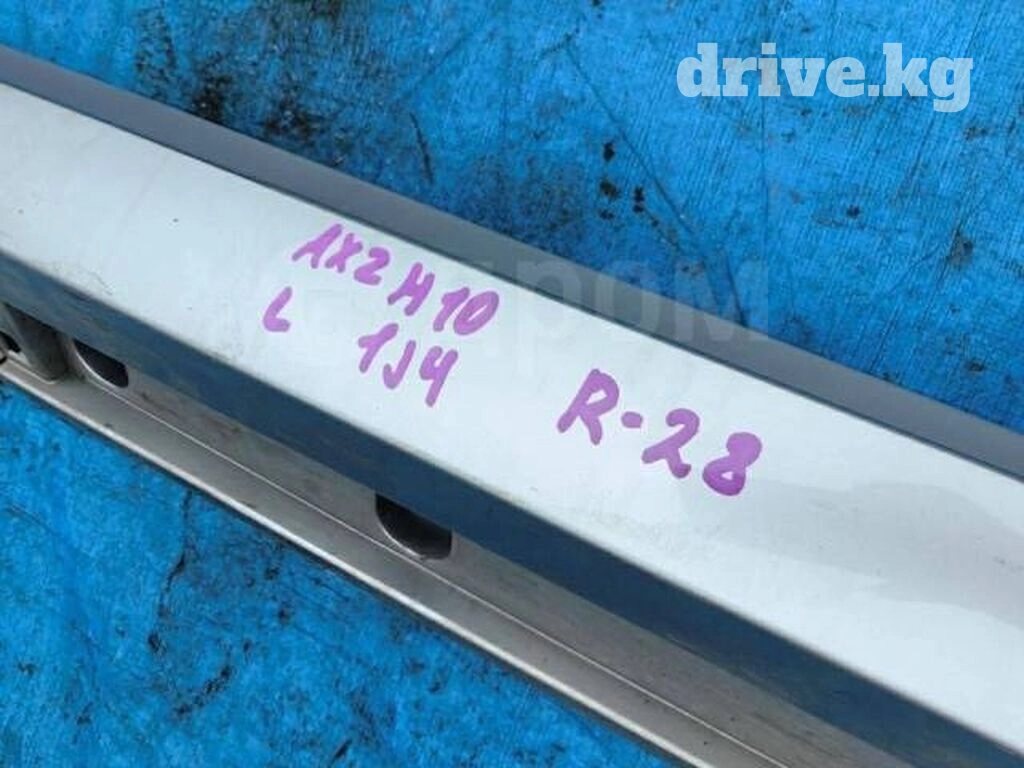 drive.kg
AXZH10
L 1J4
R-28